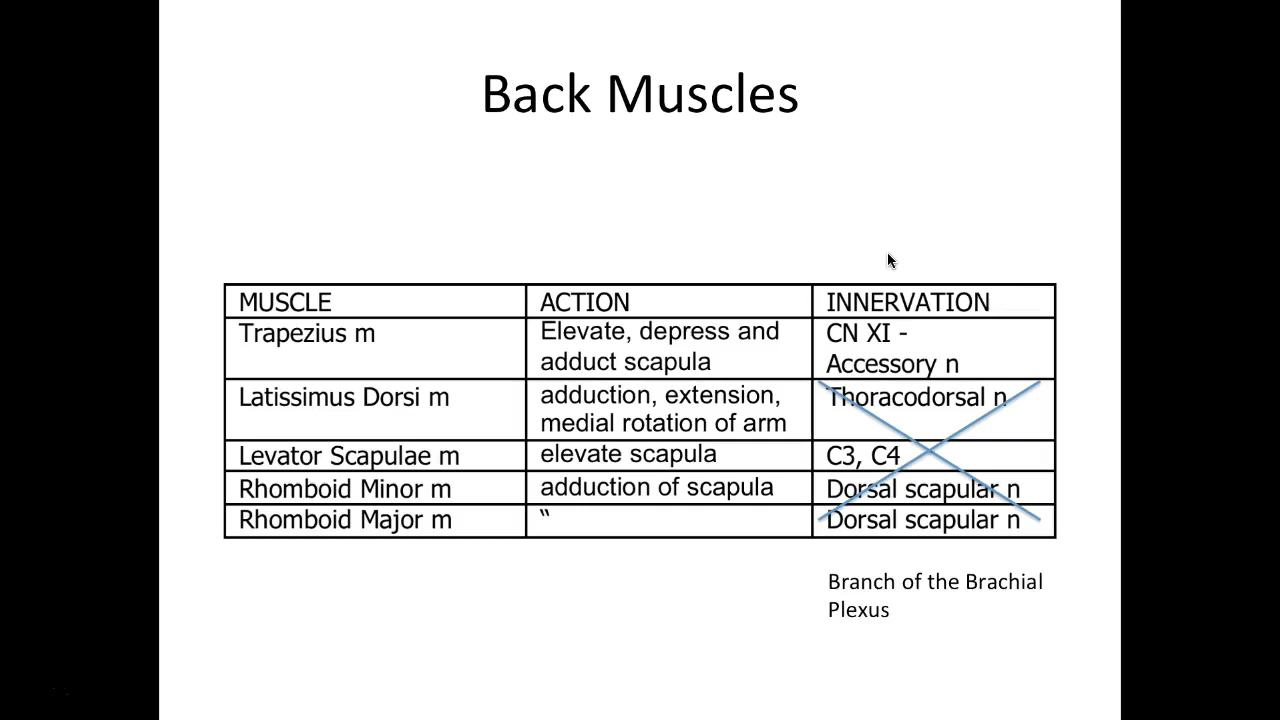 Back Muscles
MUSCLE ACTION INNERVATION
Trapezius m Elevate, depress and CN XI -
adduct scapula Accessory n
Latissimus Dorsi m adduction, extension, Thoracodorsal n
medial rotation of arm
Levator Scapulae m elevate scapula C3, C4
Rhomboid Minor m adduction of scapula Dorsal scapular n
Rhomboid Major m “ Dorsal scapular n
Branch of the Brachial
Plexus